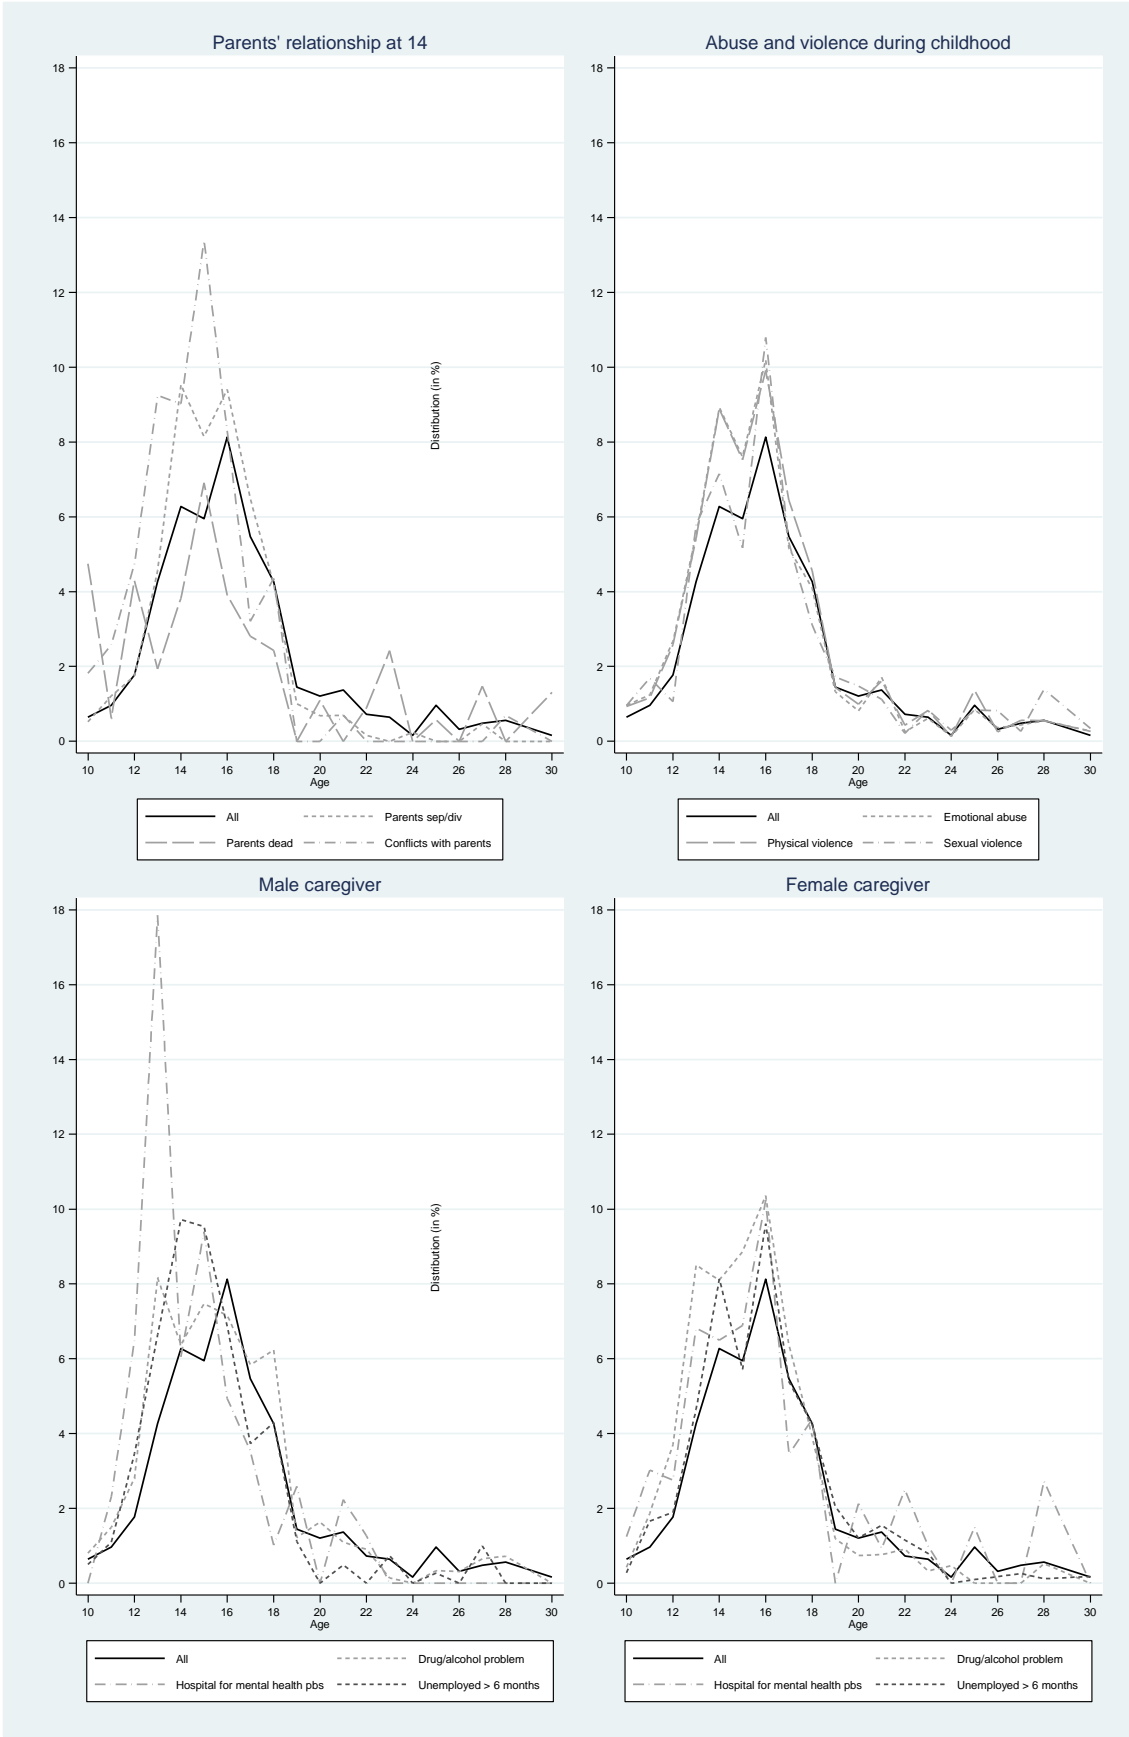 Parents' relationship at 14
18
16
14
12
10
8
6
4
2
0
Distribution (in %)
10 12 14 16 18 20 22 24 26 28 30
Age
All Parents sep/div
Parents dead Conflicts with parents
Abuse and violence during childhood
18
16
14
12
10
8
6
4
2
0
10 12 14 16 18 20 22 24 26 28 30
Age
All Emotional abuse
Physical violence Sexual violence
Male caregiver
18
16
14
12
10
8
6
4
2
0
Distribution (in %)
10 12 14 16 18 20 22 24 26 28 30
Age
All Drug/alcohol problem
Hospital for mental health pbs Unemployed > 6 months
Female caregiver
18
16
14
12
10
8
6
4
2
0
10 12 14 16 18 20 22 24 26 28 30
Age
All Drug/alcohol problem
Hospital for mental health pbs Unemployed > 6 months